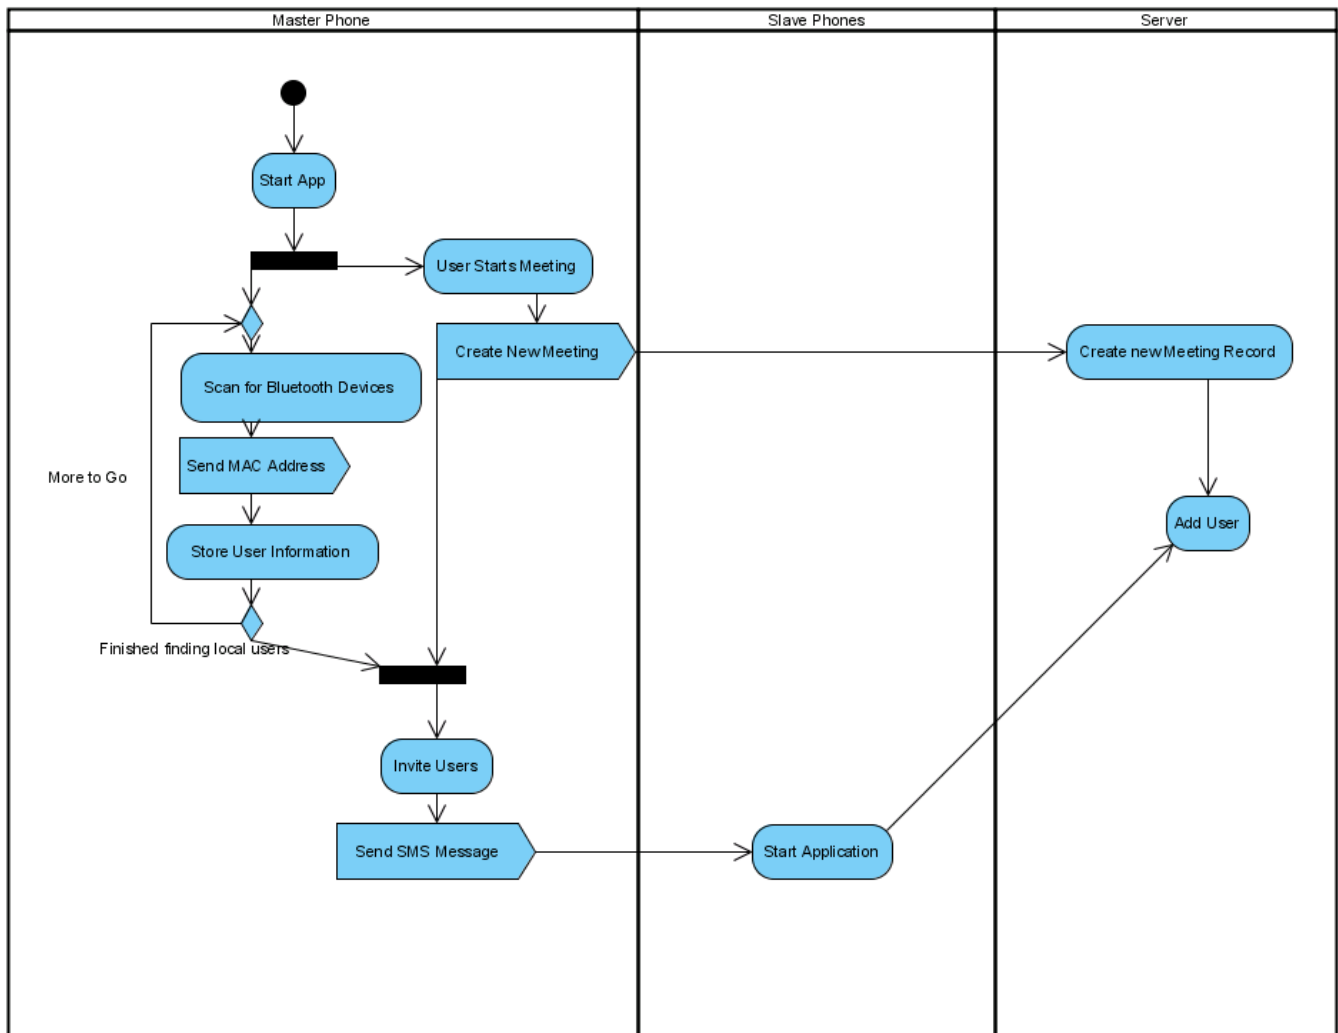 Master Phone
Slave Phones
Server
Start App
User Starts Meeting
Create New Meeting
Create new Meeting Record
Scan for Bluetooth Devices
Send MAC Address
More to Go
Add User
Store User Information
Finished finding local users
Invite Users
Send SMS Message
Start Application